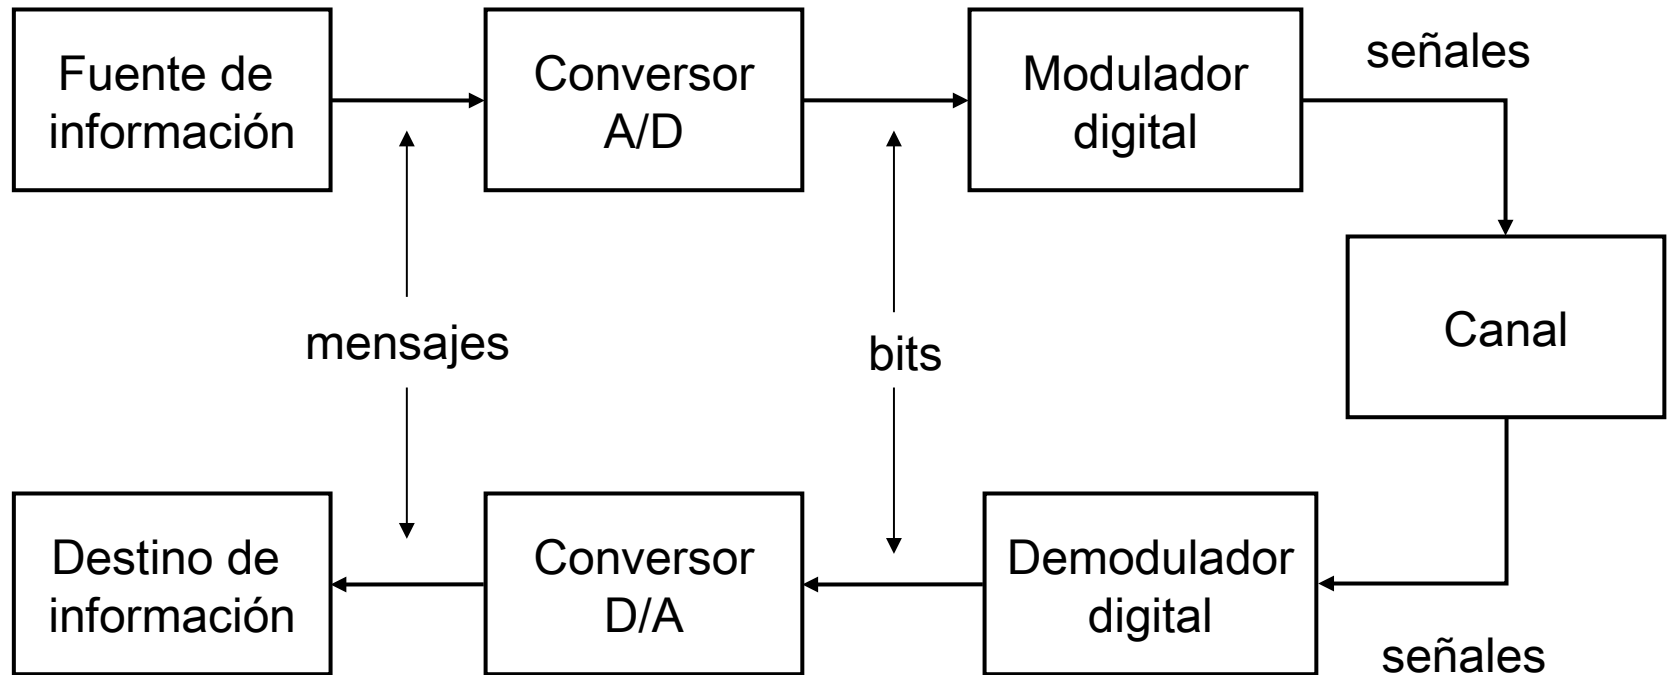 Fuente de
información
Conversor
A/D
Modulador
digital
señales
Canal
mensajes
bits
Destino de
información
Conversor
D/A
Demodulador
digital
señales